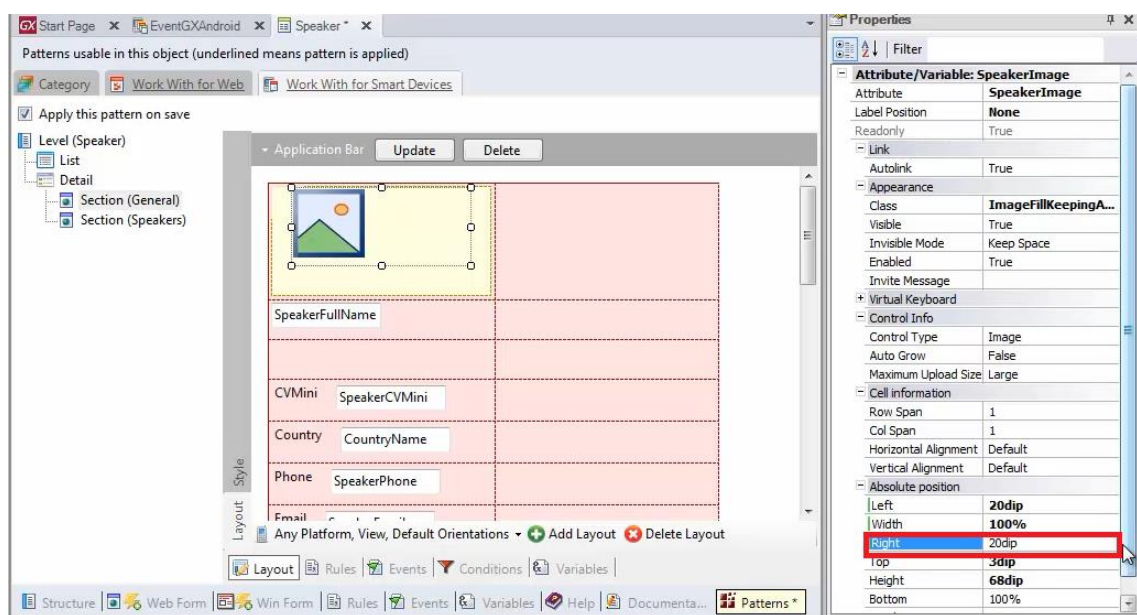 GX Start Page X EventGXAndroid X Speaker * X
Patterns usable in this object (underlined means pattern is applied)
Category Work With for Web Work With for Smart Devices
Apply this pattern on save
Level (Speaker)
List
Detail
Section (General)
Section (Speakers)
Application Bar Update Delete
SpeakerFullName
CVMini SpeakerCVMini
Country CountryName
Phone SpeakerPhone
Email
Style
Layout
Any Platform, View, Default Orientations Add Layout Delete Layout
Layout Rules Events Conditions Variables
Structure Web Form Win Form Rules Events Variables Help Documenta... Patterns *
Properties
Filter
Attribute/Variable: SpeakerImage
Attribute SpeakerImage
Label Position None
Readonly True
Link
Autolink True
Appearance
Class ImageFillKeepingA...
Visible True
Invisible Mode Keep Space
Enabled True
Invite Message
Virtual Keyboard
Control Info
Control Type Image
Auto Grow False
Maximum Upload Size Large
Cell information
Row Span 1
Col Span 1
Horizontal Alignment Default
Vertical Alignment Default
Absolute position
Left 20dip
Width 100%
Right 20dip
Top 3dip
Height 68dip
Bottom 100%